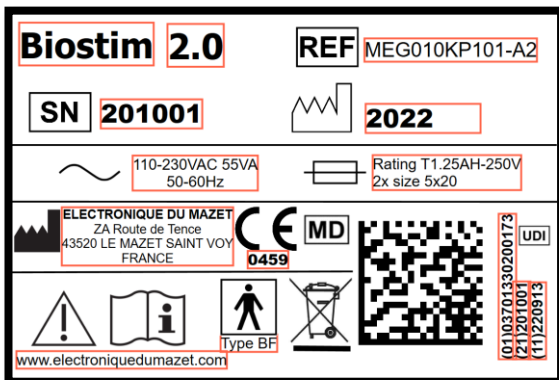 Biostim 2.0
REF MEG010KP101-A2
SN 201001
2022
110-230VAC 55VA
50-60Hz
Rating T1.25AH-250V
2x size 5x20
ELECTRONIQUE DU MAZET
ZA Route de Tence
43520 LE MAZET SAINT VOY
FRANCE
CE
0459
MD
UDI
(01)03701330200173
(21)201001
(11)220913
Type BF
www.electroniquedumazet.com